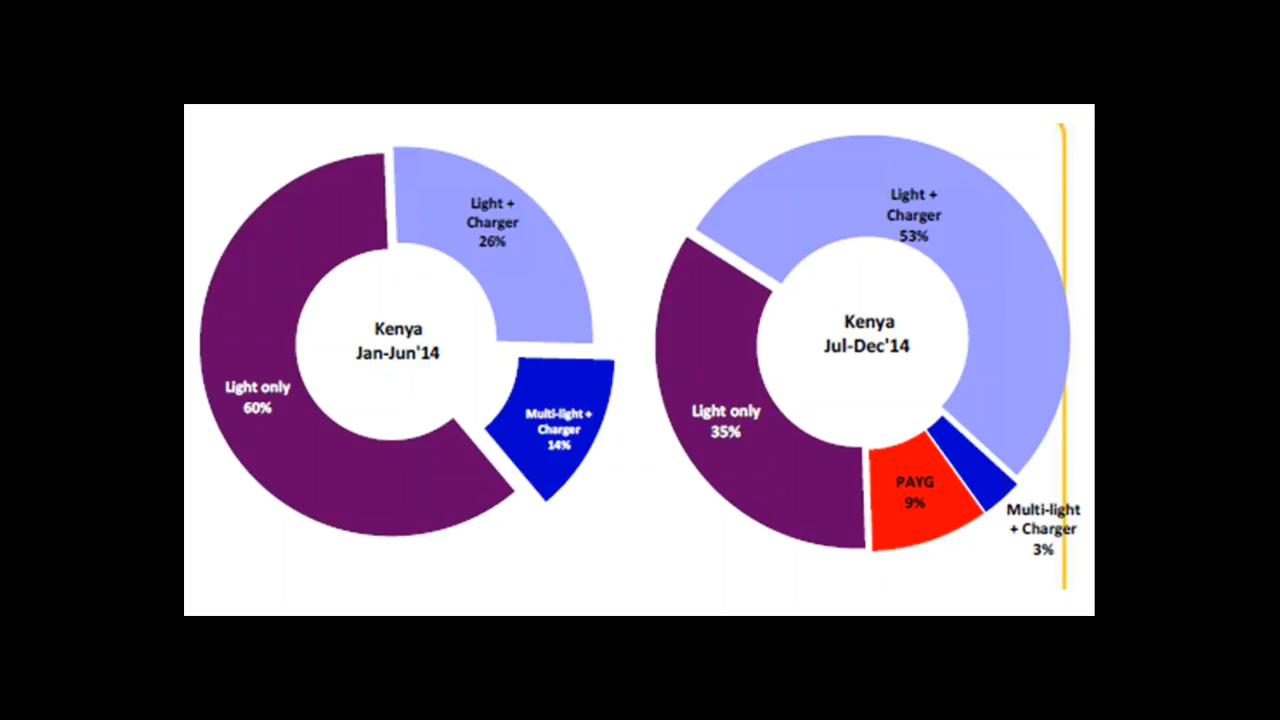 Light +
Charger
26%
Kenya
Jan-Jun'14
Light only
60%
Multi-light +
Charger
14%
Light +
Charger
53%
Kenya
Jul-Dec'14
Light only
35%
PAYG
9%
Multi-light
+ Charger
3%